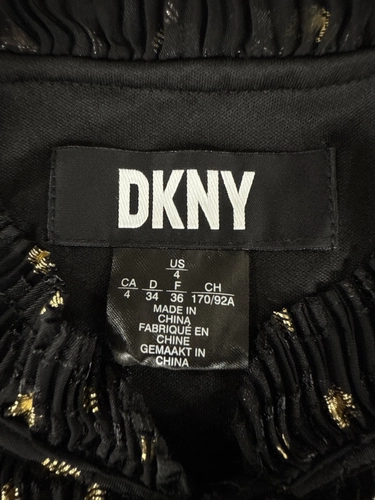 DKNY
US
4
CA D F CH
4 34 36 170/92A
MADE IN
CHINA
FABRIQUÉ EN
CHINE
GEMAAKT IN
CHINA